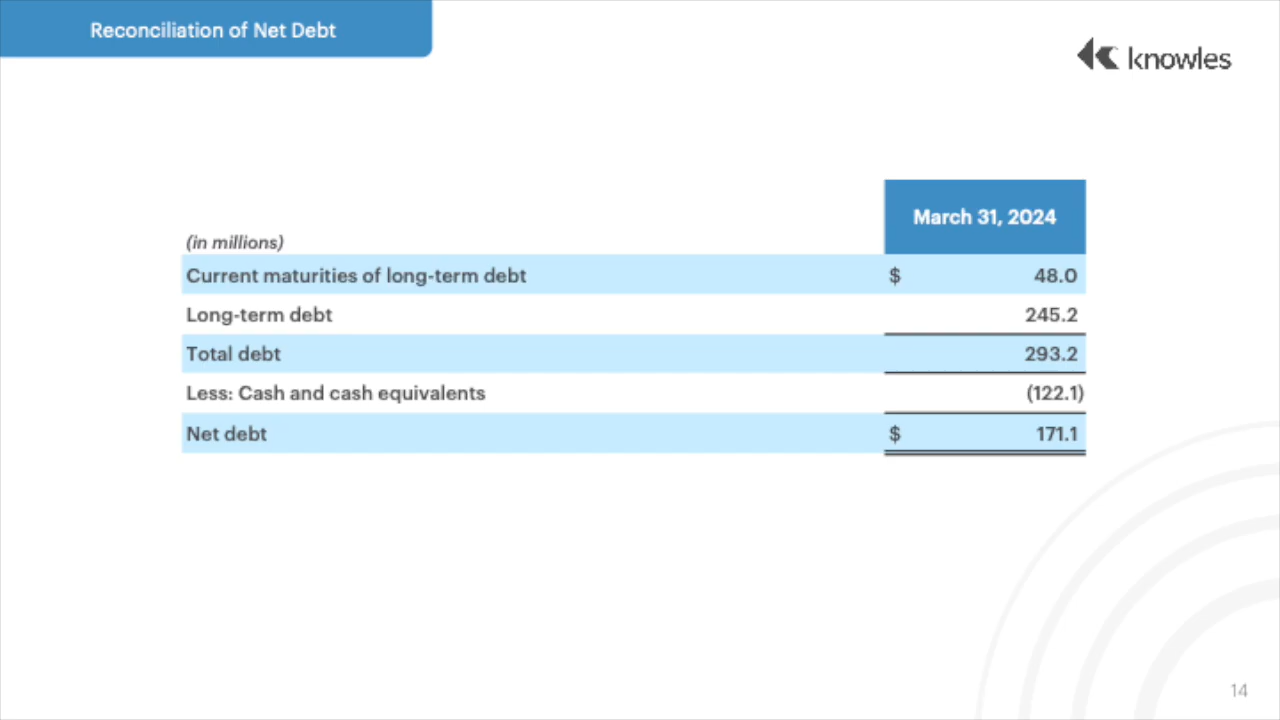 Reconciliation of Net Debt
knowles
March 31, 2024
(in millions)
Current maturities of long-term debt $ 48.0
Long-term debt 245.2
Total debt 293.2
Less: Cash and cash equivalents (122.1)
Net debt $ 171.1
14